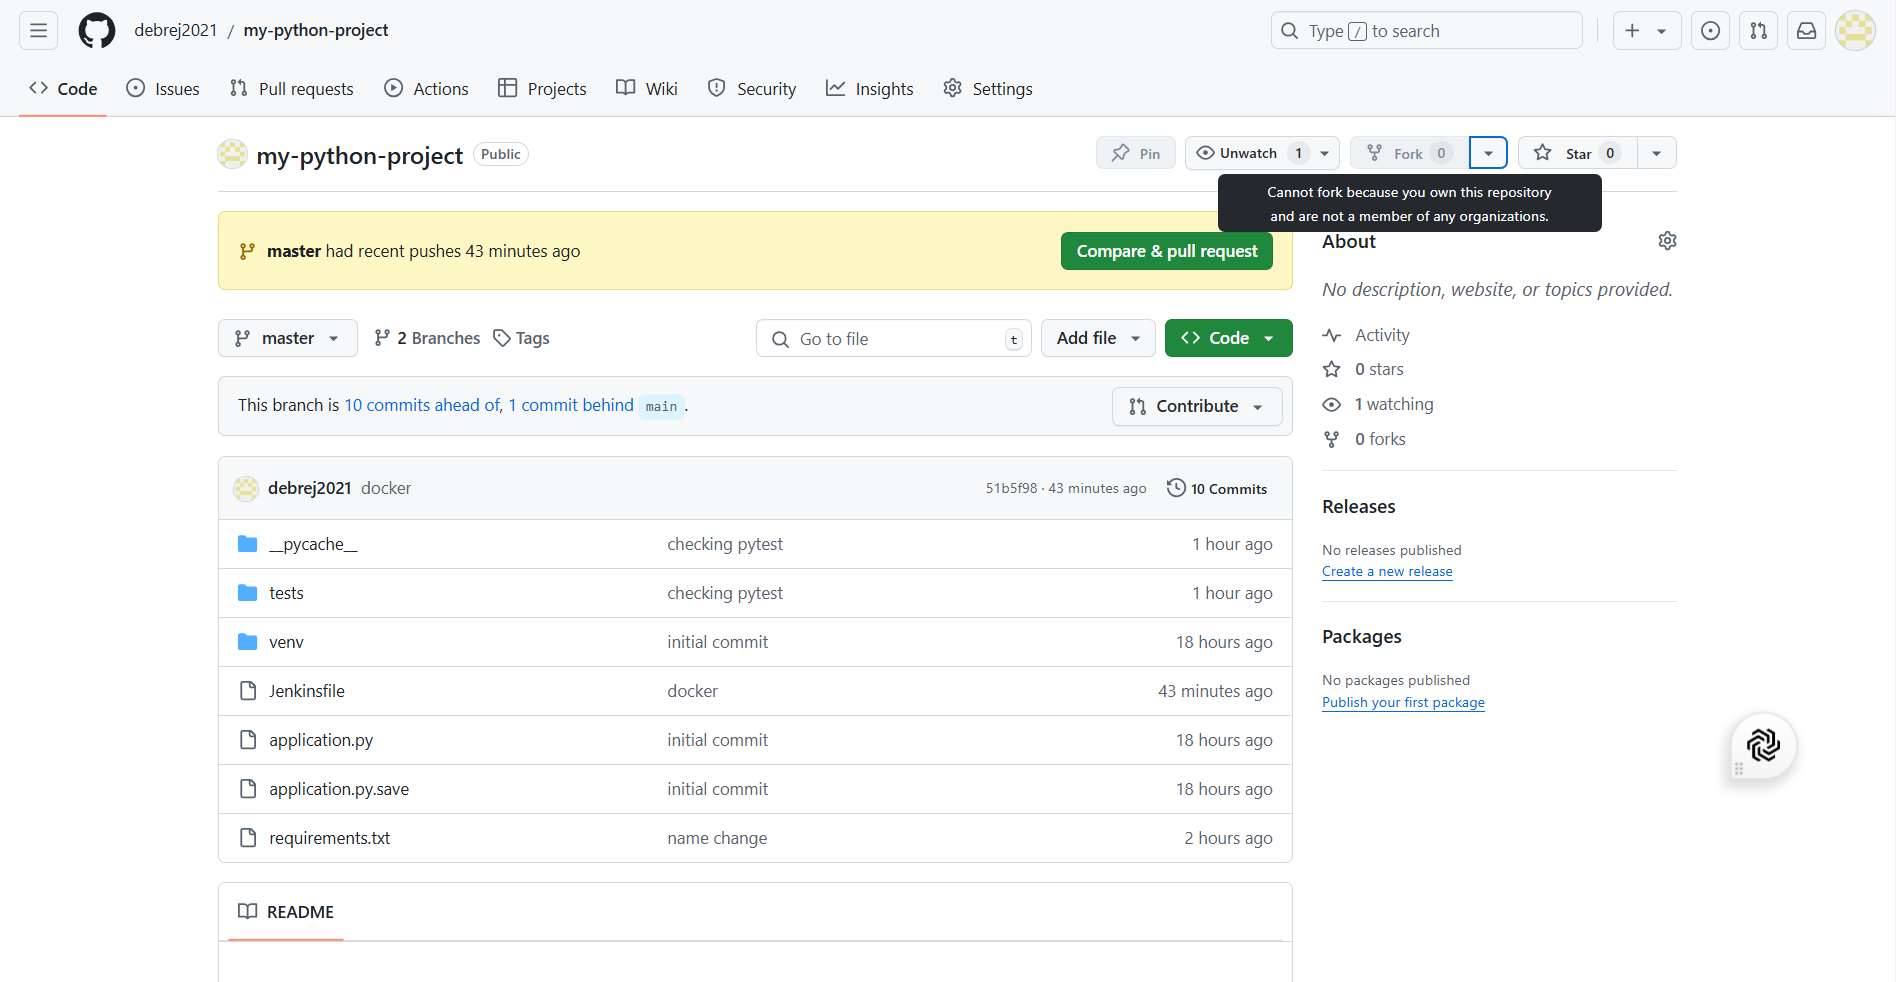 debrej2021 / my-python-project
Type / to search
Code Issues Pull requests Actions Projects Wiki Security Insights Settings
my-python-project Public
Pin Unwatch 1 Fork 0 Star 0
Cannot fork because you own this repository
and are not a member of any organizations.
master had recent pushes 43 minutes ago
Compare & pull request
master 2 Branches Tags
Go to file t Add file Code
This branch is 10 commits ahead of, 1 commit behind main .
Contribute
debrej2021 docker 51b5f98 · 43 minutes ago 10 Commits
__pycache__ checking pytest 1 hour ago
tests checking pytest 1 hour ago
venv initial commit 18 hours ago
Jenkinsfile docker 43 minutes ago
application.py initial commit 18 hours ago
application.py.save initial commit 18 hours ago
requirements.txt name change 2 hours ago
README
About
No description, website, or topics provided.
Activity
0 stars
1 watching
0 forks
Releases
No releases published
Create a new release
Packages
No packages published
Publish your first package